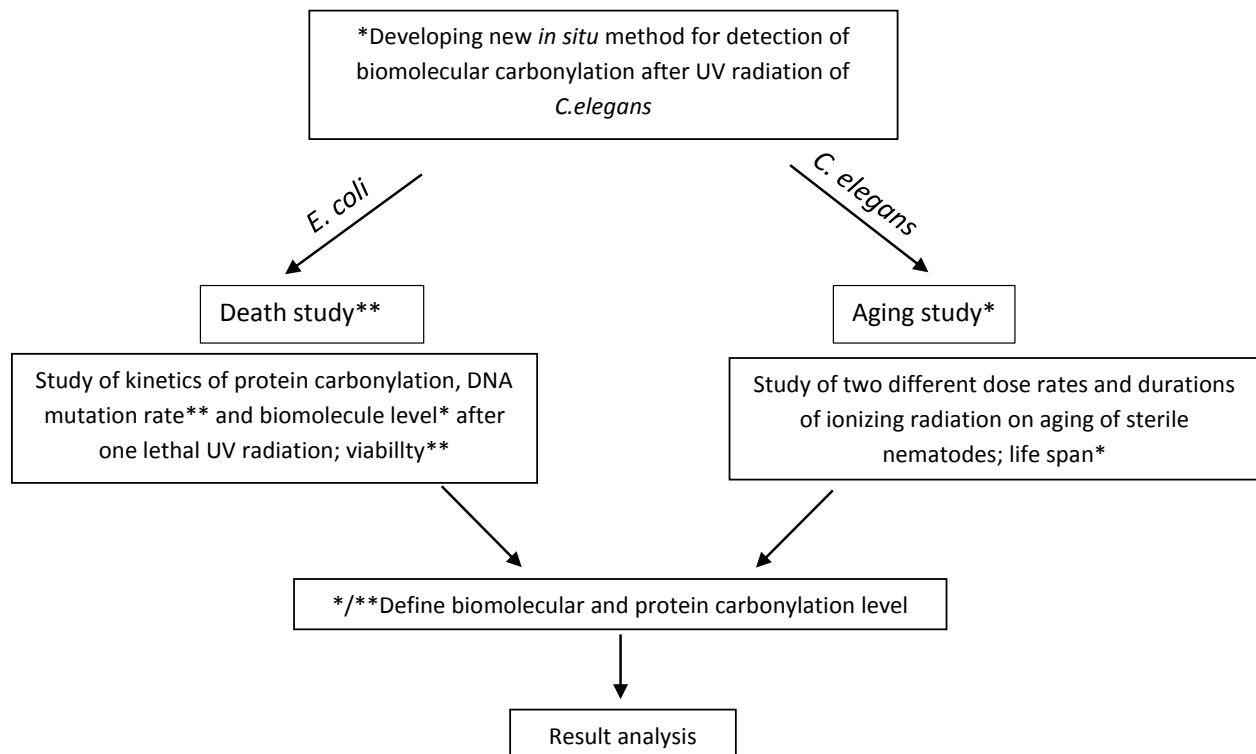 *Developing new in situ method for detection of
biomolecular carbonylation after UV radiation of
C.elegans
E. coli
C. elegans
Death study**
Aging study*
Study of kinetics of protein carbonylation, DNA
mutation rate** and biomolecule level* after
one lethal UV radiation; viabillty**
Study of two different dose rates and durations
of ionizing radiation on aging of sterile
nematodes; life span*
*/**Define biomolecular and protein carbonylation level
Result analysis